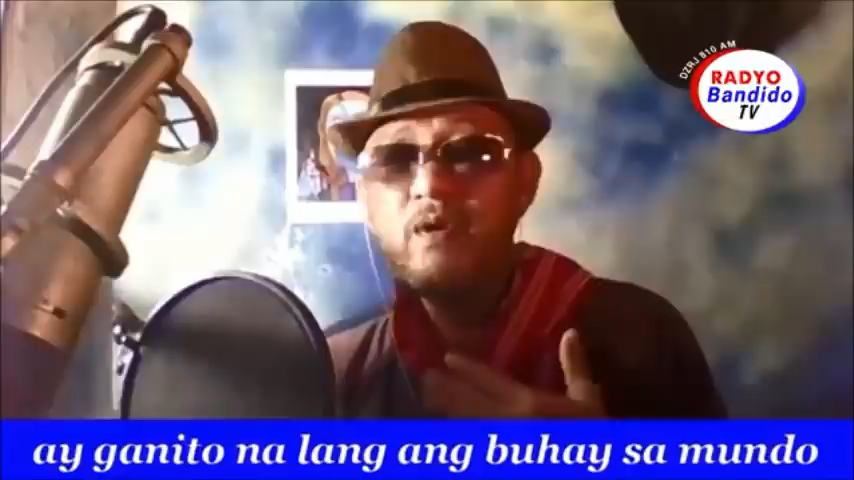 DZRJ 810 AM
RADYO
Bandido
TV
ay ganito na lang ang buhay sa mundo